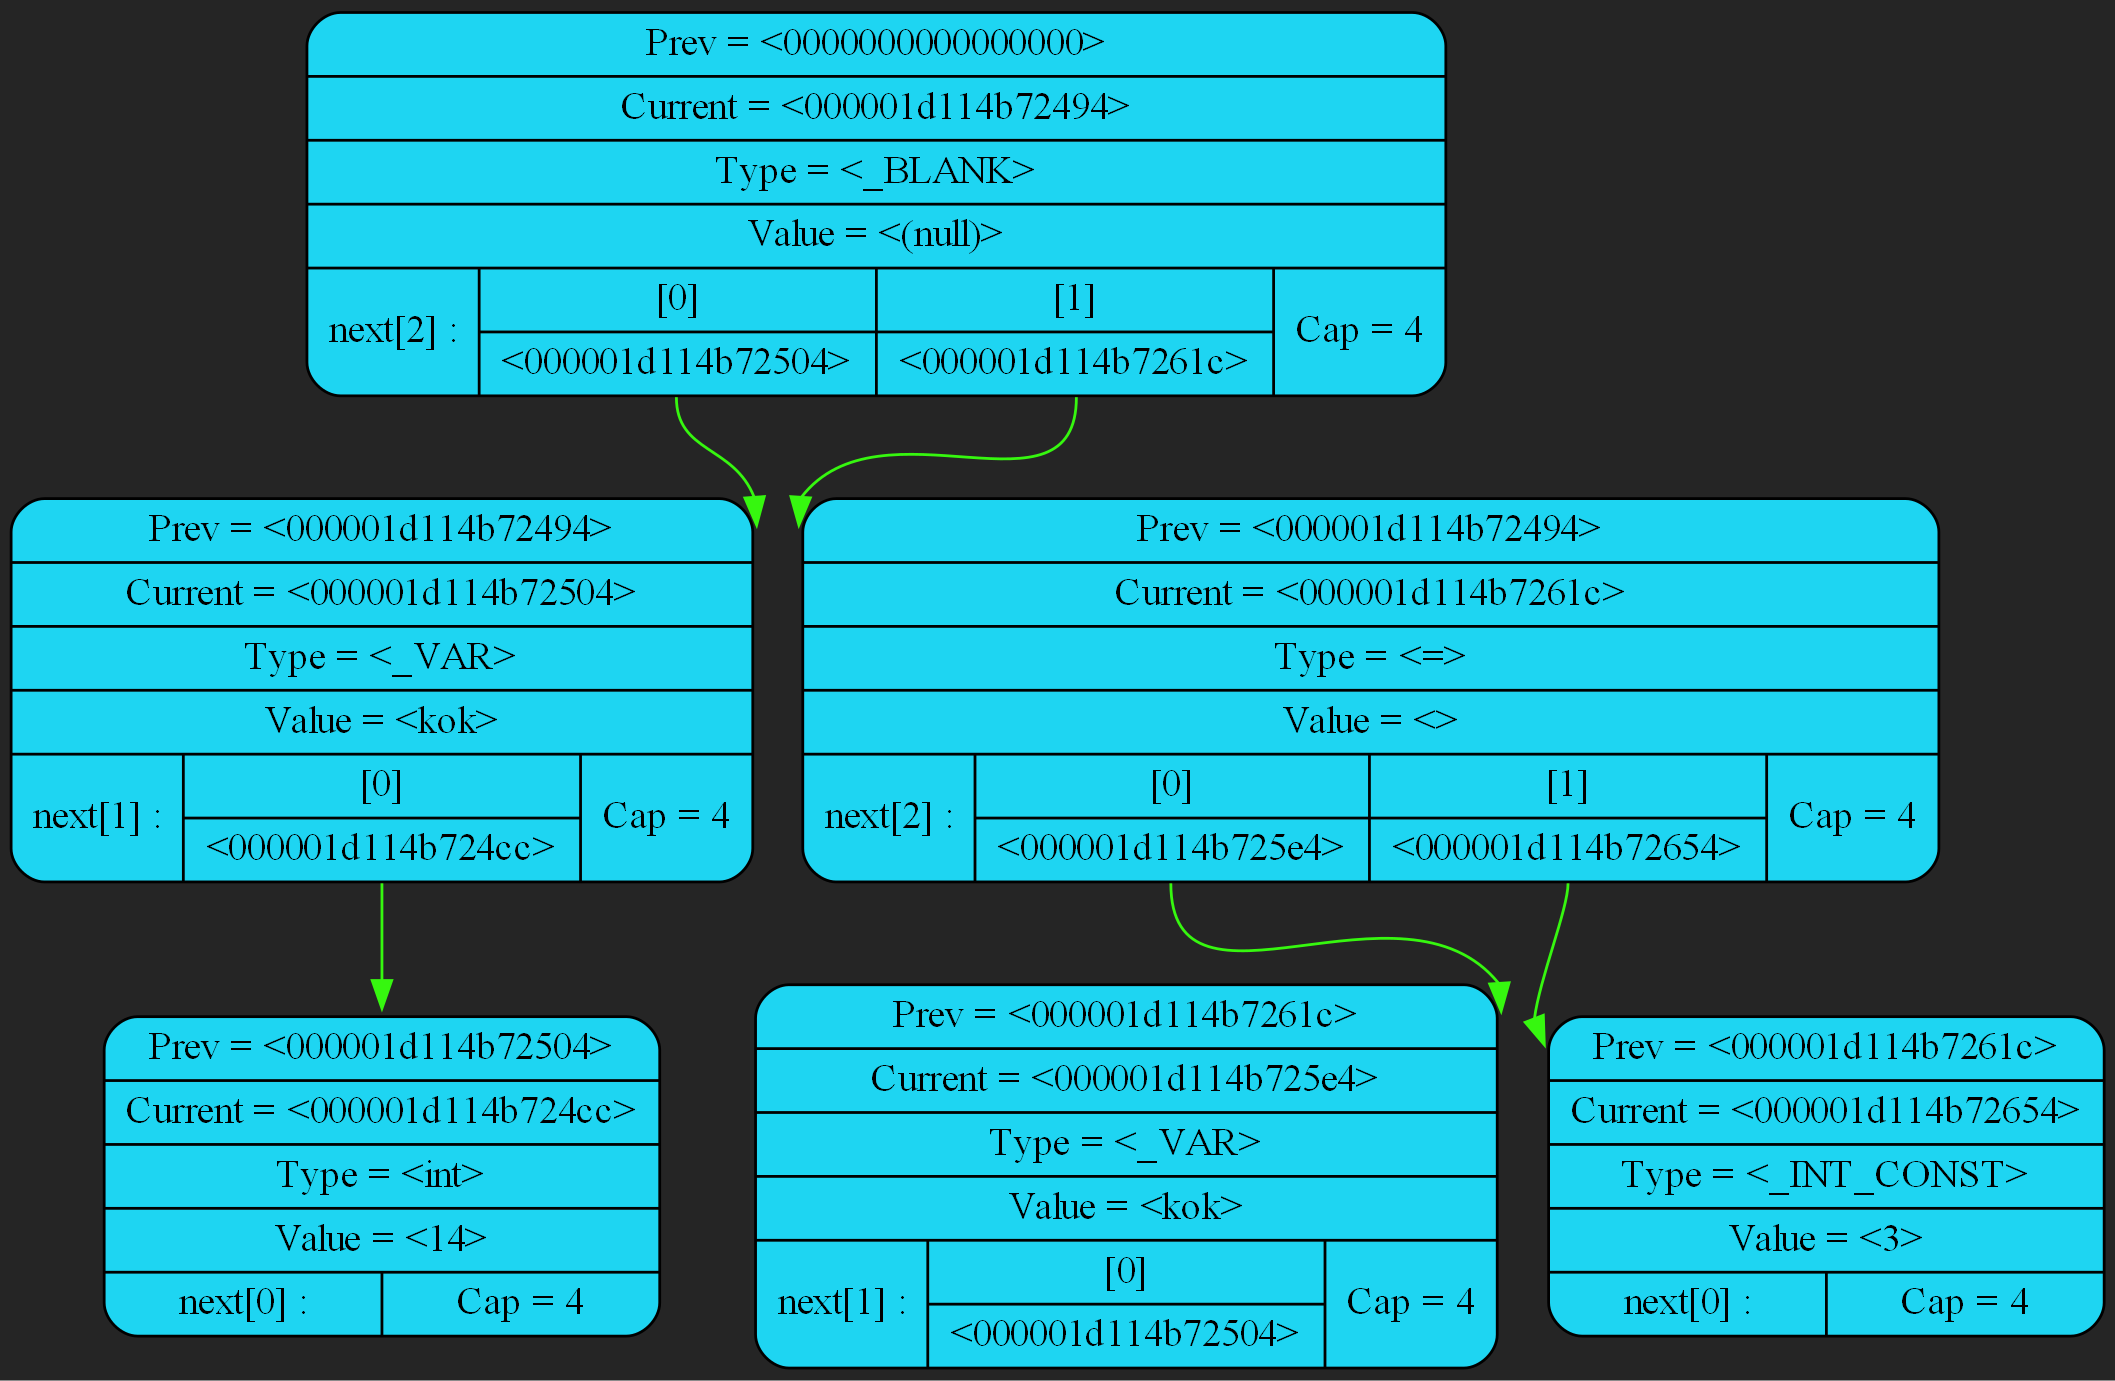 Prev = <0000000000000000>
Current = <000001d114b72494>
Type = <_BLANK>
Value = <(null)>
next[2] :
[0]
<000001d114b72504>
[1]
<000001d114b7261c>
Cap = 4
Prev = <000001d114b72494>
Current = <000001d114b72504>
Type = <_VAR>
Value = <kok>
next[1] :
[0]
<000001d114b724cc>
Cap = 4
Prev = <000001d114b72494>
Current = <000001d114b7261c>
Type = <=>
Value = <>
next[2] :
[0]
<000001d114b725e4>
[1]
<000001d114b72654>
Cap = 4
Prev = <000001d114b72504>
Current = <000001d114b724cc>
Type = <int>
Value = <14>
next[0] :
Cap = 4
Prev = <000001d114b7261c>
Current = <000001d114b725e4>
Type = <_VAR>
Value = <kok>
next[1] :
[0]
<000001d114b72504>
Cap = 4
Prev = <000001d114b7261c>
Current = <000001d114b72654>
Type = <_INT_CONST>
Value = <3>
next[0] :
Cap = 4